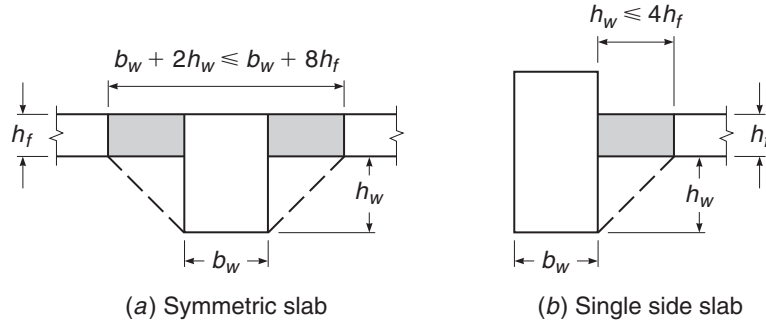 b_w + 2h_w ≤ b_w + 8h_f
h_f
h_w
b_w
(a) Symmetric slab
h_w ≤ 4h_f
h_f
h_w
b_w
(b) Single side slab